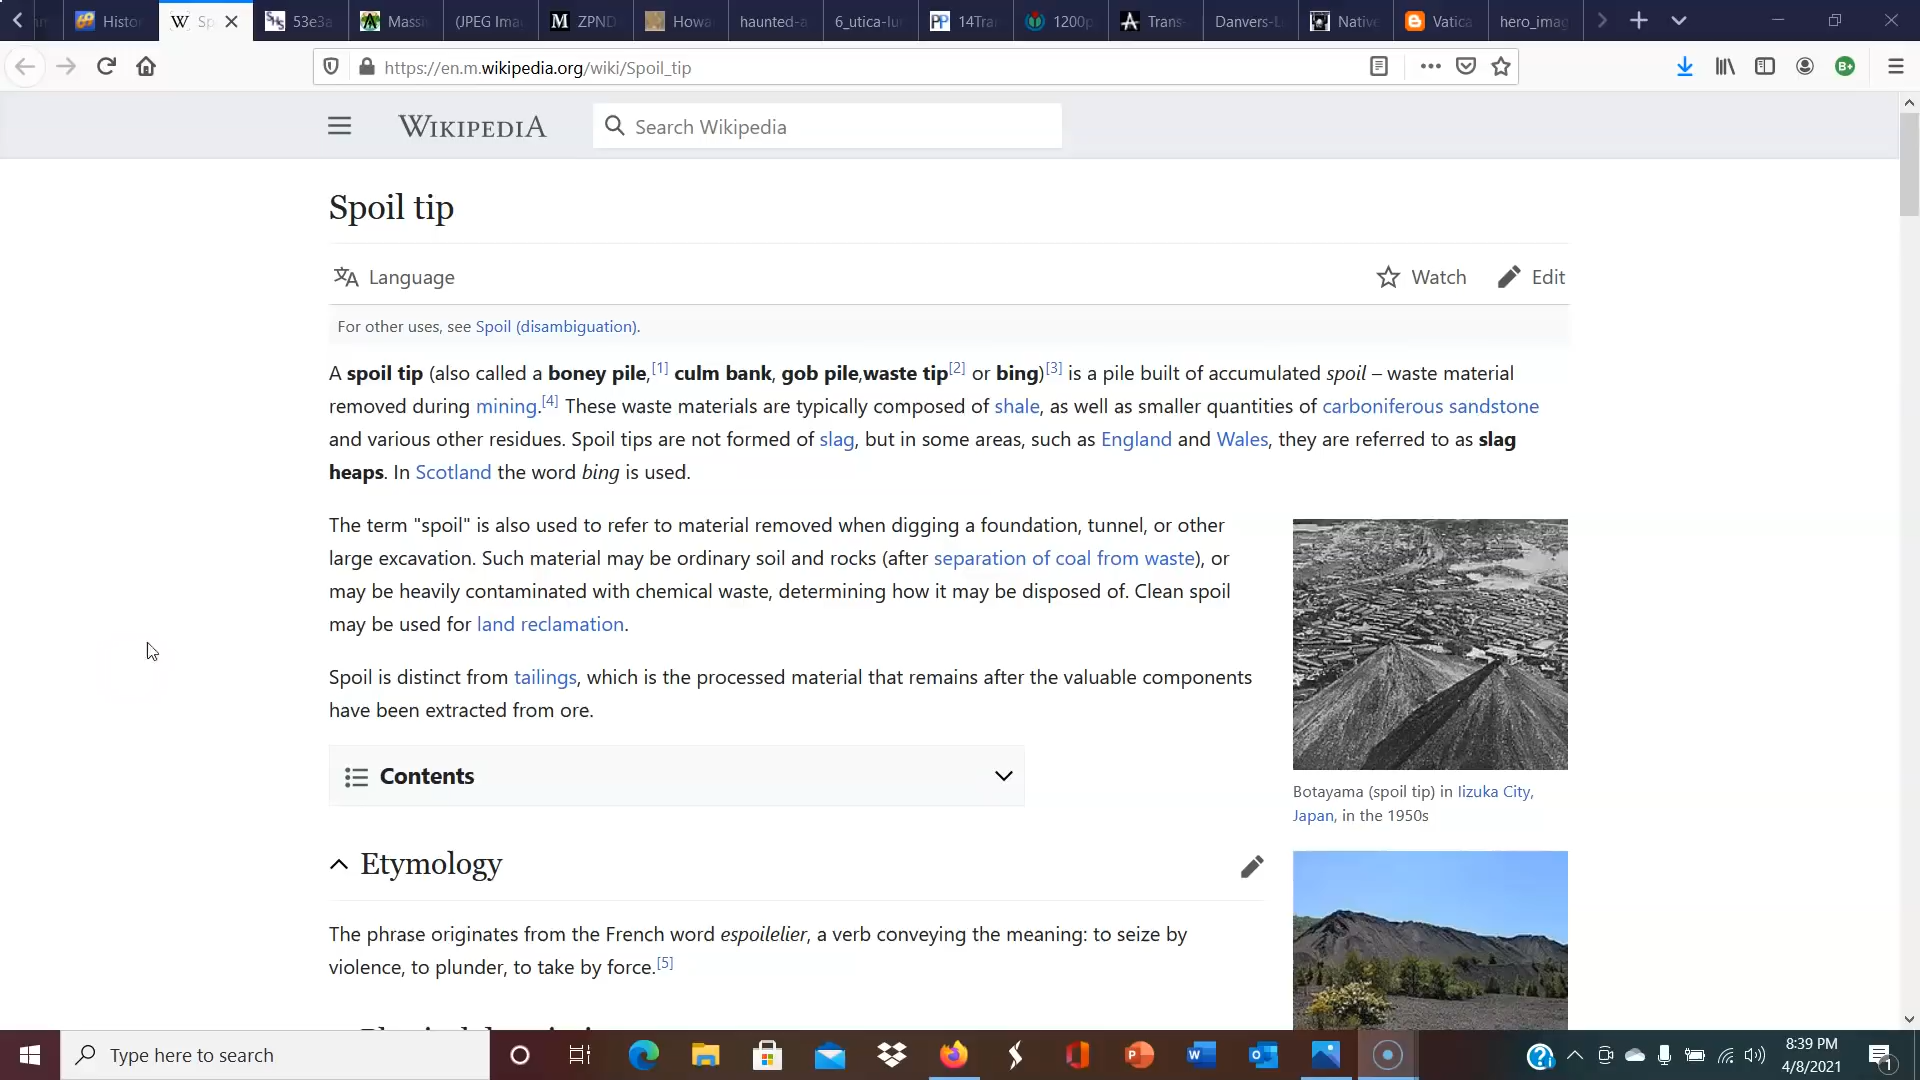 Histor
Sp
53e3a
Massi
(JPEG Ima
ZPND
Howa
haunted-a
6_utica-lun
14Tra
1200p
Trans-
Danvers-L
Native
Vatica
hero_imag
https://en.m.wikipedia.org/wiki/Spoil_tip
WIKIPEDIA
Search Wikipedia
Spoil tip
Language
Watch
Edit
For other uses, see Spoil (disambiguation).
A spoil tip (also called a boney pile,[1] culm bank, gob pile,waste tip[2] or bing)[3] is a pile built of accumulated spoil – waste material
removed during mining.[4] These waste materials are typically composed of shale, as well as smaller quantities of carboniferous sandstone
and various other residues. Spoil tips are not formed of slag, but in some areas, such as England and Wales, they are referred to as slag
heaps. In Scotland the word bing is used.
The term "spoil" is also used to refer to material removed when digging a foundation, tunnel, or other
large excavation. Such material may be ordinary soil and rocks (after separation of coal from waste), or
may be heavily contaminated with chemical waste, determining how it may be disposed of. Clean spoil
may be used for land reclamation.
Spoil is distinct from tailings, which is the processed material that remains after the valuable components
have been extracted from ore.
Botayama (spoil tip) in Iizuka City,
Japan, in the 1950s
Contents
Etymology
The phrase originates from the French word espoilelier, a verb conveying the meaning: to seize by
violence, to plunder, to take by force.[5]
Type here to search
8:39 PM
4/8/2021
1